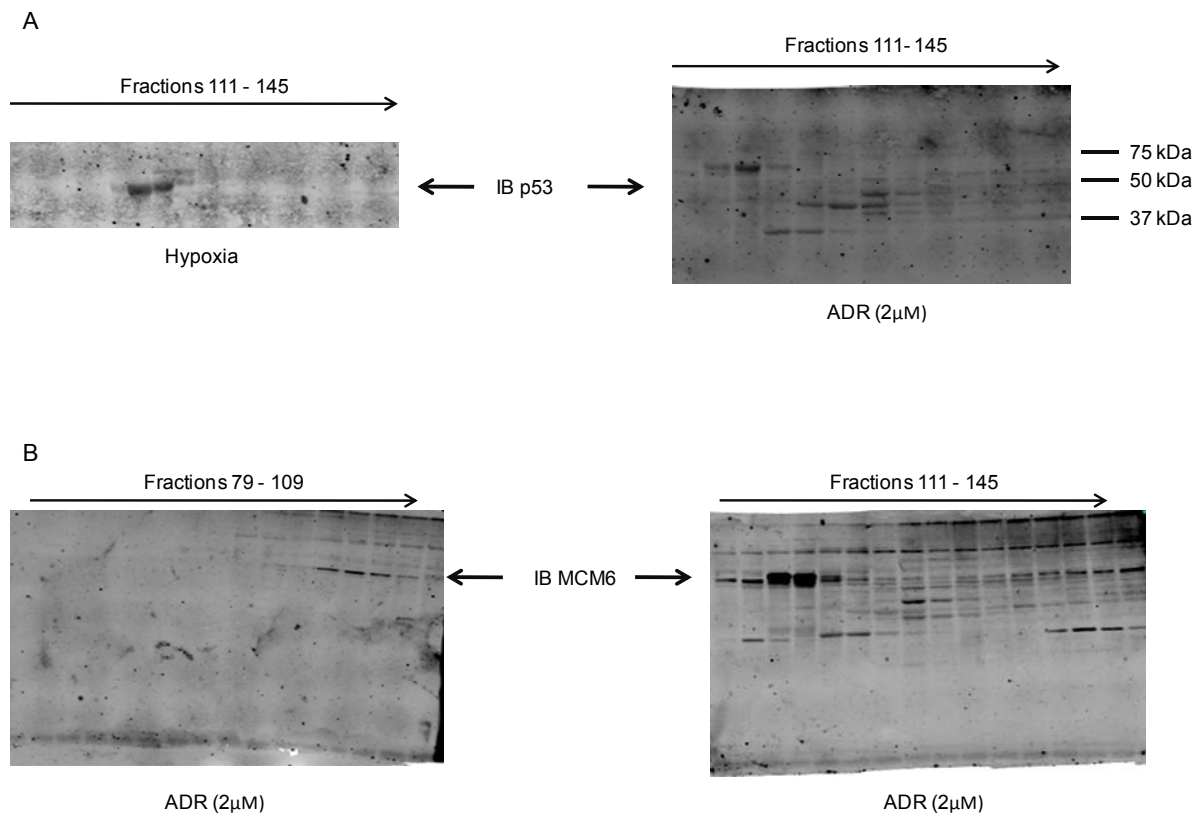 A
Fractions 111 - 145
Fractions 111- 145
IB p53
75 kDa
50 kDa
37 kDa
Hypoxia
ADR (2μM)
B
Fractions 79 - 109
Fractions 111 - 145
IB MCM6
ADR (2μM)
ADR (2μM)